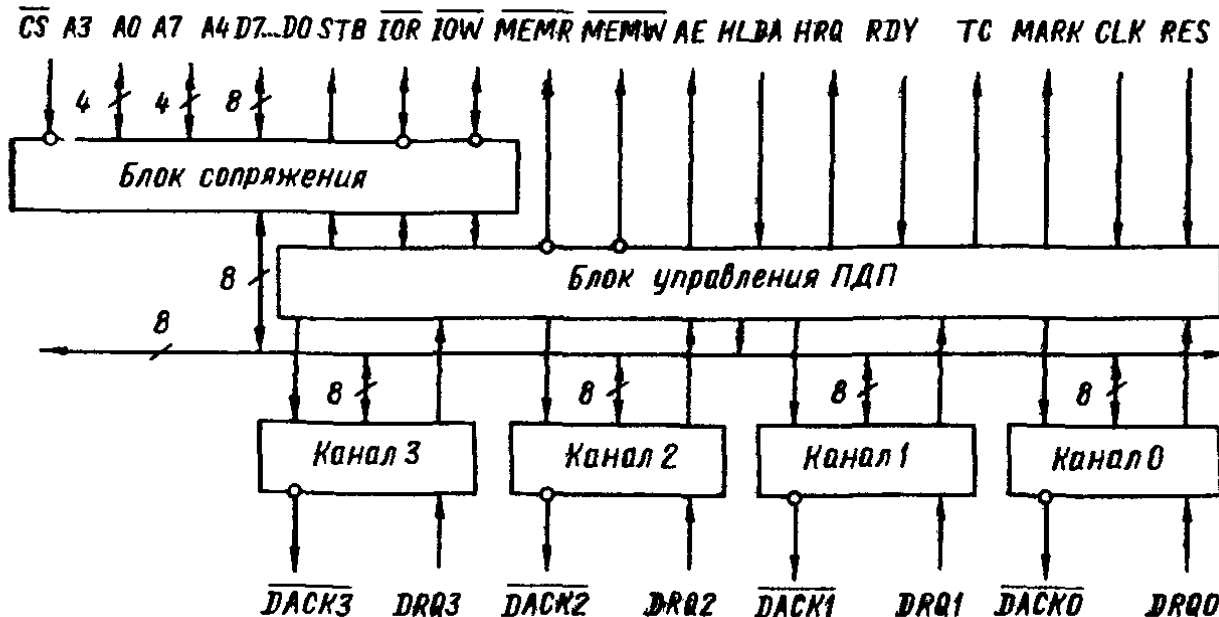 CS A3 A0 A7 A4 D7...D0 STB IOR IOW MEMR MEMW AE HLDA HRQ RDY TC MARK CLK RES
4 4 8
Блок сопряжения
8
Блок управления ПДП
8
8 8 8 8
Канал 3 Канал 2 Канал 1 Канал 0
DACK3 DRQ3 DACK2 DRQ2 DACK1 DRQ1 DACK0 DRQ0